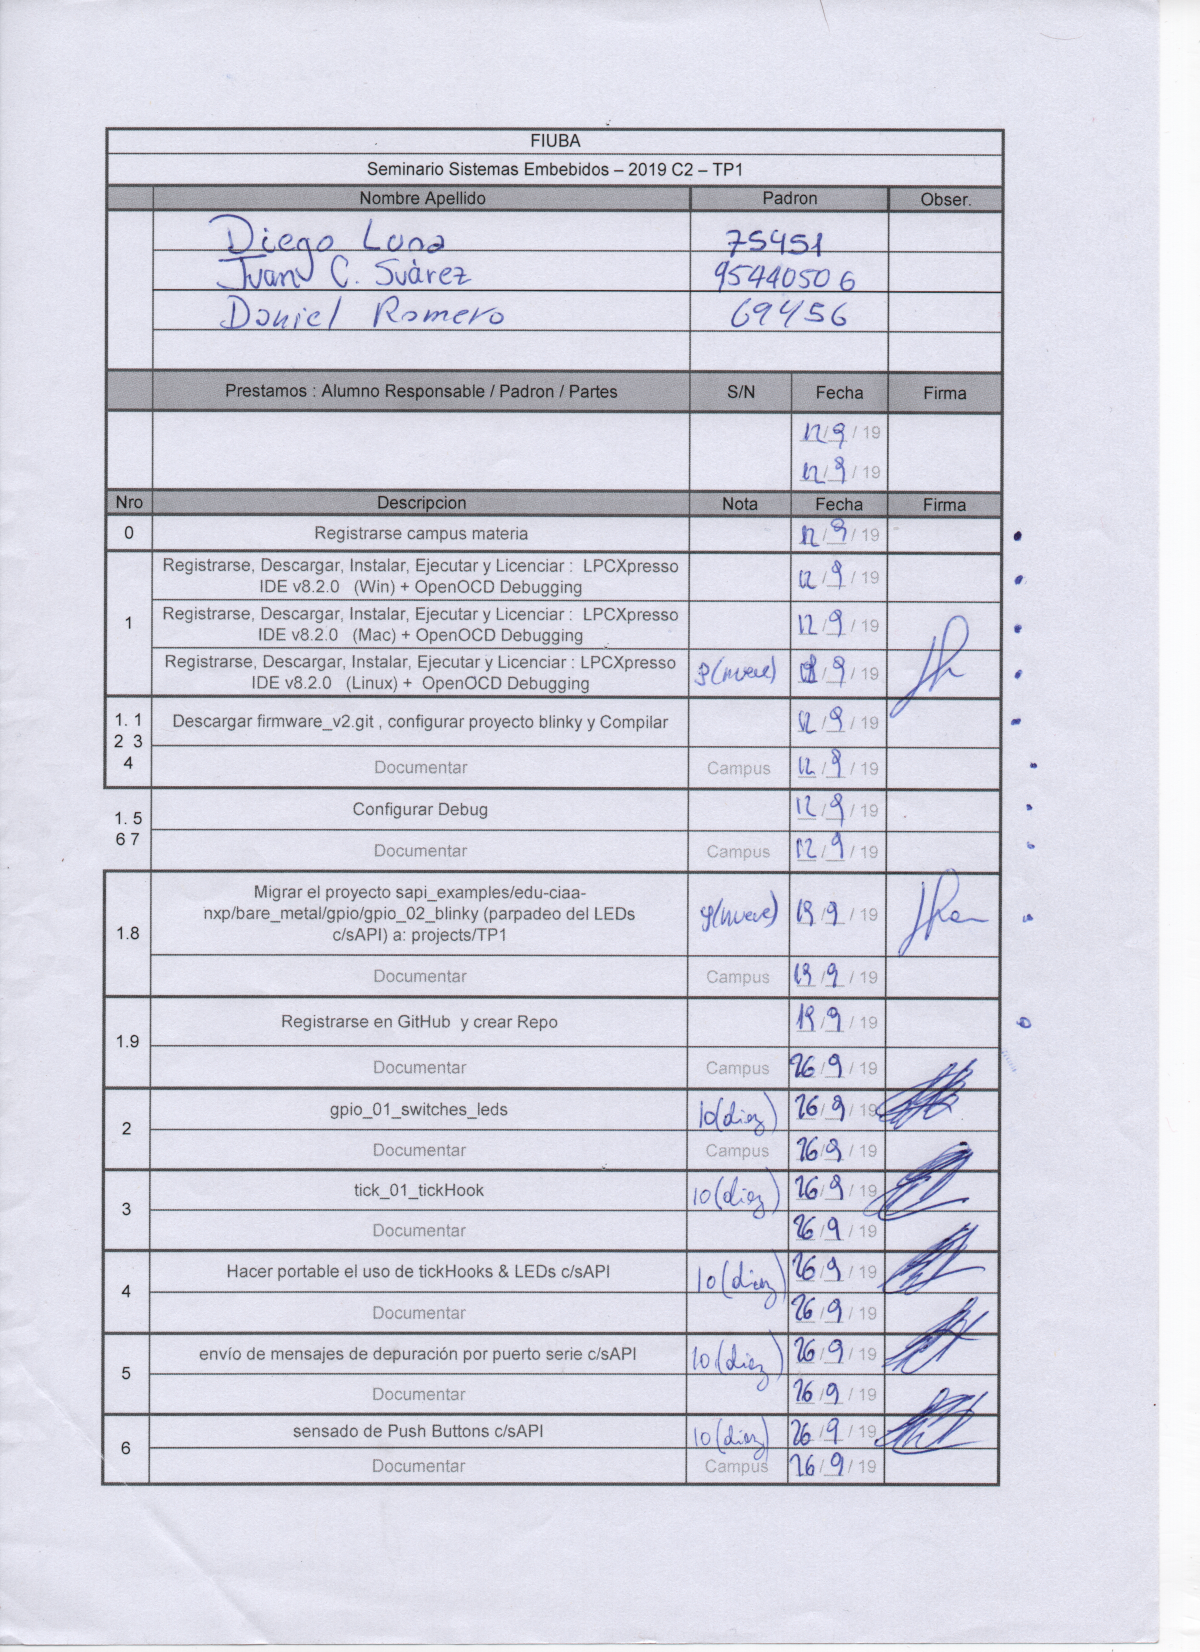 FIUBA
Seminario Sistemas Embebidos – 2019 C2 – TP1
Nombre Apellido Padron Obser.
Diego Luna 75451
Juan C. Suárez 95440506
Daniel Romero 69456
Prestamos : Alumno Responsable / Padron / Partes S/N Fecha Firma
12/9/19
12/9/19
Nro Descripcion Nota Fecha Firma
0 Registrarse campus materia 12/9/19
Registrarse, Descargar, Instalar, Ejecutar y Licenciar : LPCXpresso
IDE v8.2.0 (Win) + OpenOCD Debugging 12/9/19
1 Registrarse, Descargar, Instalar, Ejecutar y Licenciar : LPCXpresso
IDE v8.2.0 (Mac) + OpenOCD Debugging 12/9/19
Registrarse, Descargar, Instalar, Ejecutar y Licenciar : LPCXpresso
IDE v8.2.0 (Linux) + OpenOCD Debugging 9(nueve) 9/19
1. 1
2 3
4
Descargar firmware_v2.git , configurar proyecto blinky y Compilar 12/9/19
Documentar Campus 12/9/19
1. 5
6 7
Configurar Debug 12/9/19
Documentar Campus 12/9/19
1.8
Migrar el proyecto sapi_examples/edu-ciaa-
nxp/bare_metal/gpio/gpio_02_blinky (parpadeo del LEDs
c/sAPI) a: projects/TP1 9(nueve) 19/9/19
Documentar Campus 19/9/19
1.9
Registrarse en GitHub y crear Repo 19/9/19
Documentar Campus 26/9/19
2
gpio_01_switches_leds 10(diez) 26/9/19
Documentar Campus 26/9/19
3
tick_01_tickHook 10(diez) 26/9/19
Documentar 26/9/19
4
Hacer portable el uso de tickHooks & LEDs c/sAPI 10(diez) 26/9/19
Documentar 26/9/19
5
envío de mensajes de depuración por puerto serie c/sAPI 10(diez) 26/9/19
Documentar 26/9/19
6
sensado de Push Buttons c/sAPI 10(diez) 26/9/19
Documentar Campus 26/9/19